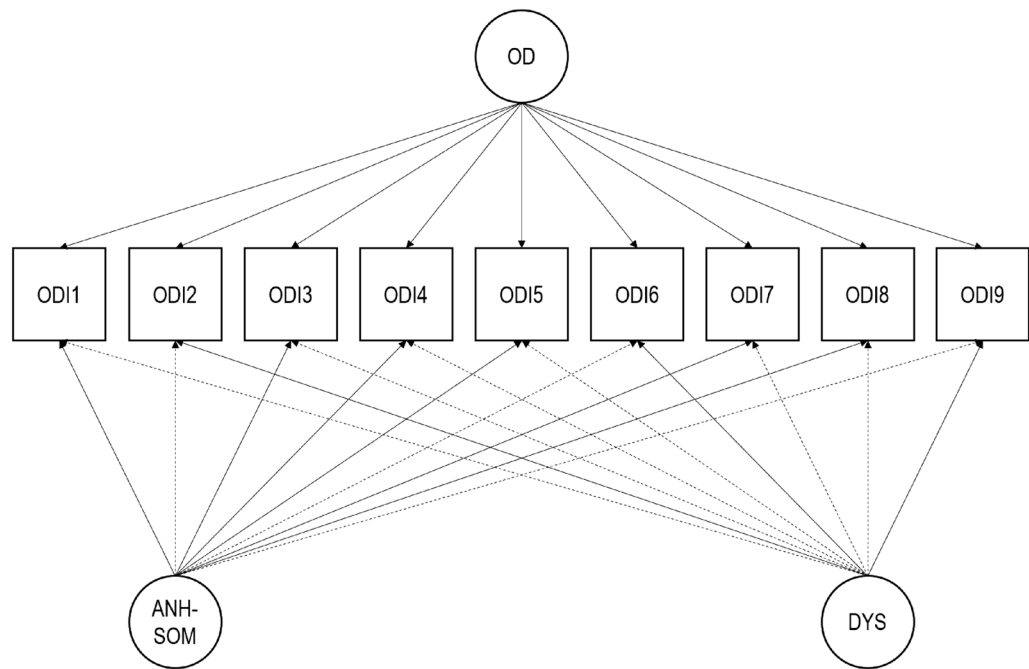 OD
ODI1
ODI2
ODI3
ODI4
ODI5
ODI6
ODI7
ODI8
ODI9
ANH-
SOM
DYS